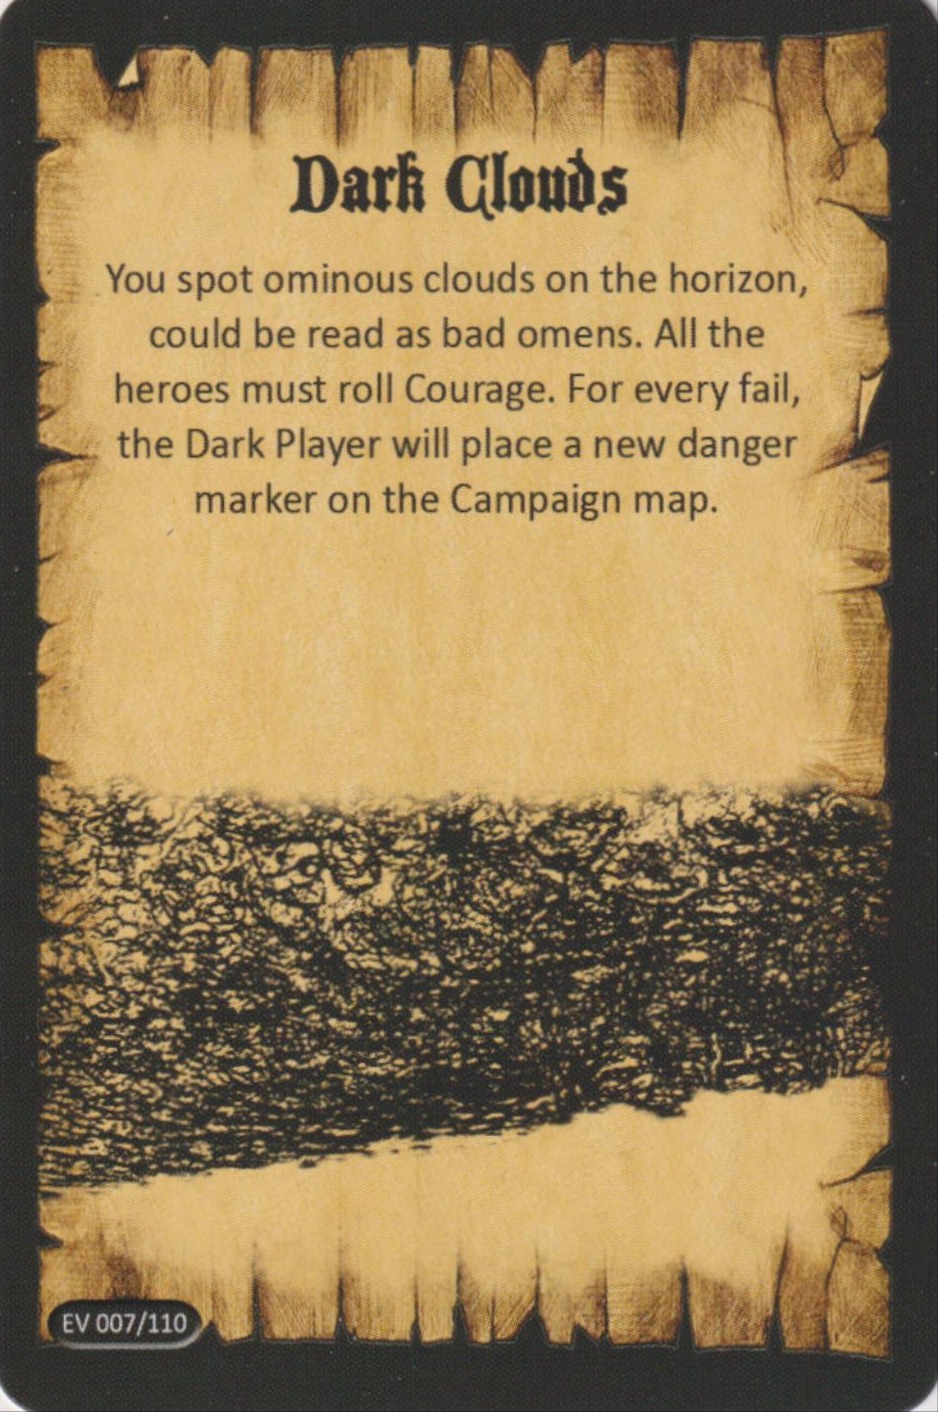 Dark Clouds
You spot ominous clouds on the horizon,
could be read as bad omens. All the
heroes must roll Courage. For every fail,
the Dark Player will place a new danger
marker on the Campaign map.
EV 007/110